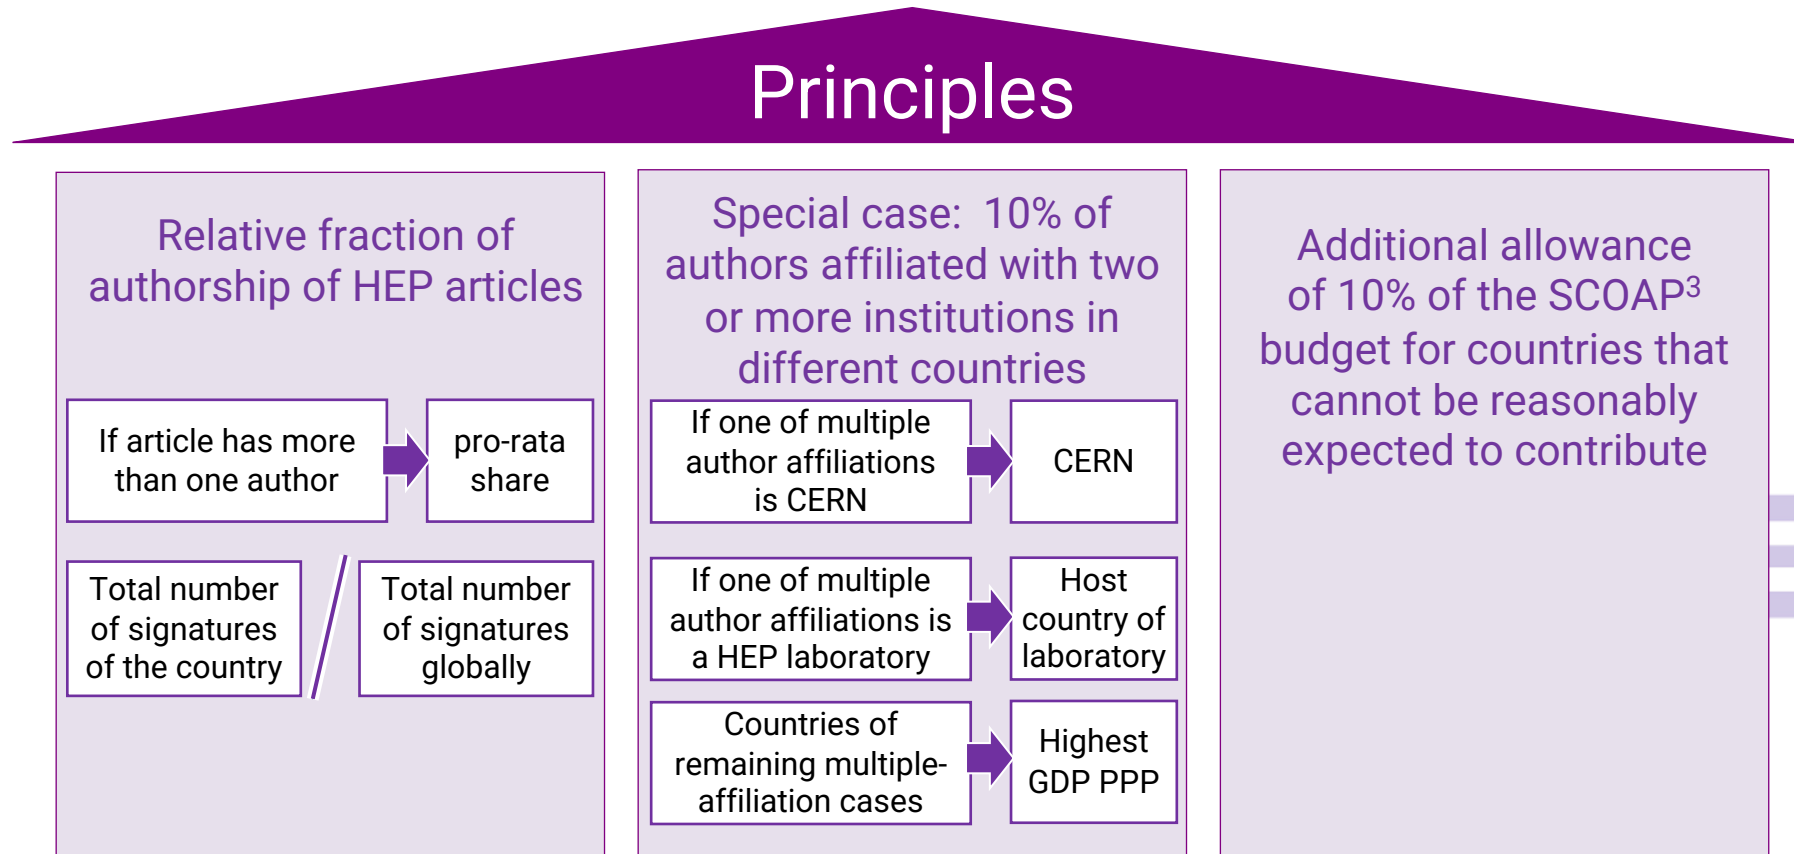 Principles
Relative fraction of
authorship of HEP articles
If article has more
than one author
pro-rata
share
Total number
of signatures
of the country
Total number
of signatures
globally
Special case:  10% of
authors affiliated with two
or more institutions in
different countries
If one of multiple
author affiliations
is CERN
CERN
If one of multiple
author affiliations is
a HEP laboratory
Host
country of
laboratory
Countries of
remaining multiple-
affiliation cases
Highest
GDP PPP
Additional allowance
of 10% of the SCOAP³
budget for countries that
cannot be reasonably
expected to contribute